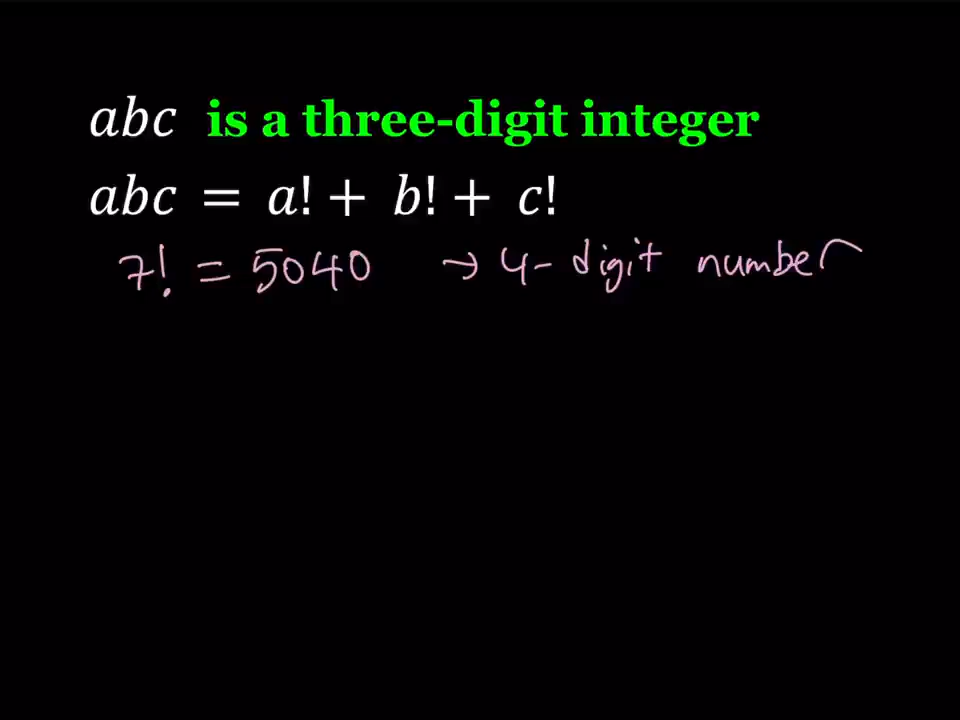 abc is a three-digit integer
abc = a! + b! + c!
7! = 5040 → 4-digit number